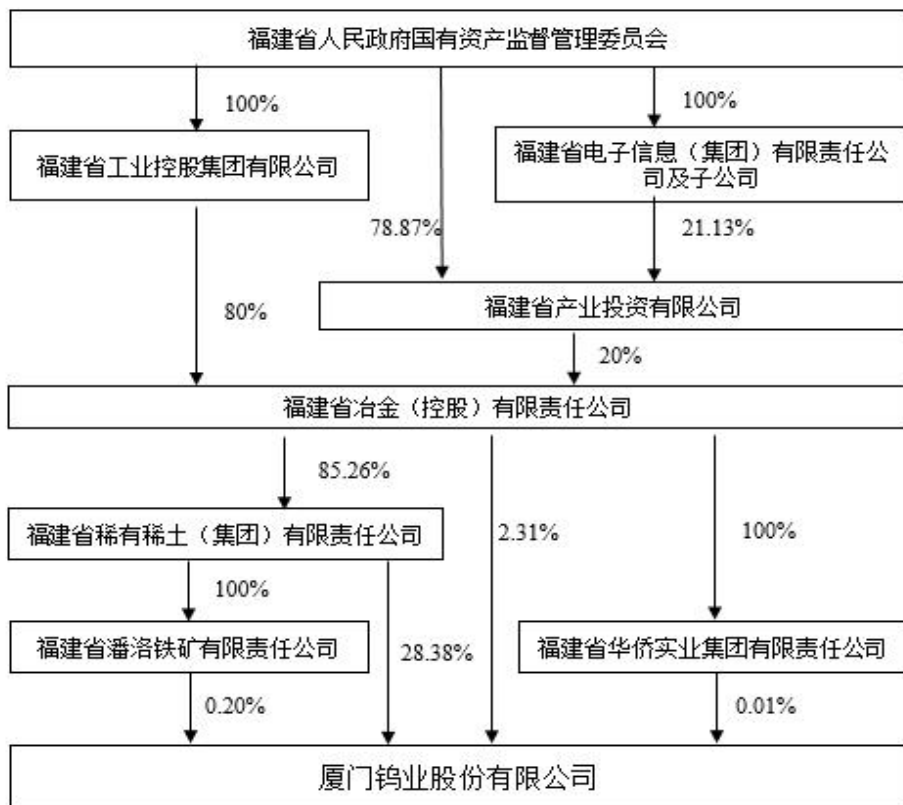 福建省人民政府国有资产监督管理委员会
100%
100%
福建省工业控股集团有限公司
福建省电子信息（集团）有限责任公
司及子公司
78.87%
21.13%
福建省产业投资有限公司
80%
20%
福建省冶金（控股）有限责任公司
85.26%
福建省稀有稀土（集团）有限责任公司
2.31%
100%
100%
福建省潘洛铁矿有限责任公司
28.38%
福建省华侨实业集团有限责任公司
0.20%
0.01%
厦门钨业股份有限公司